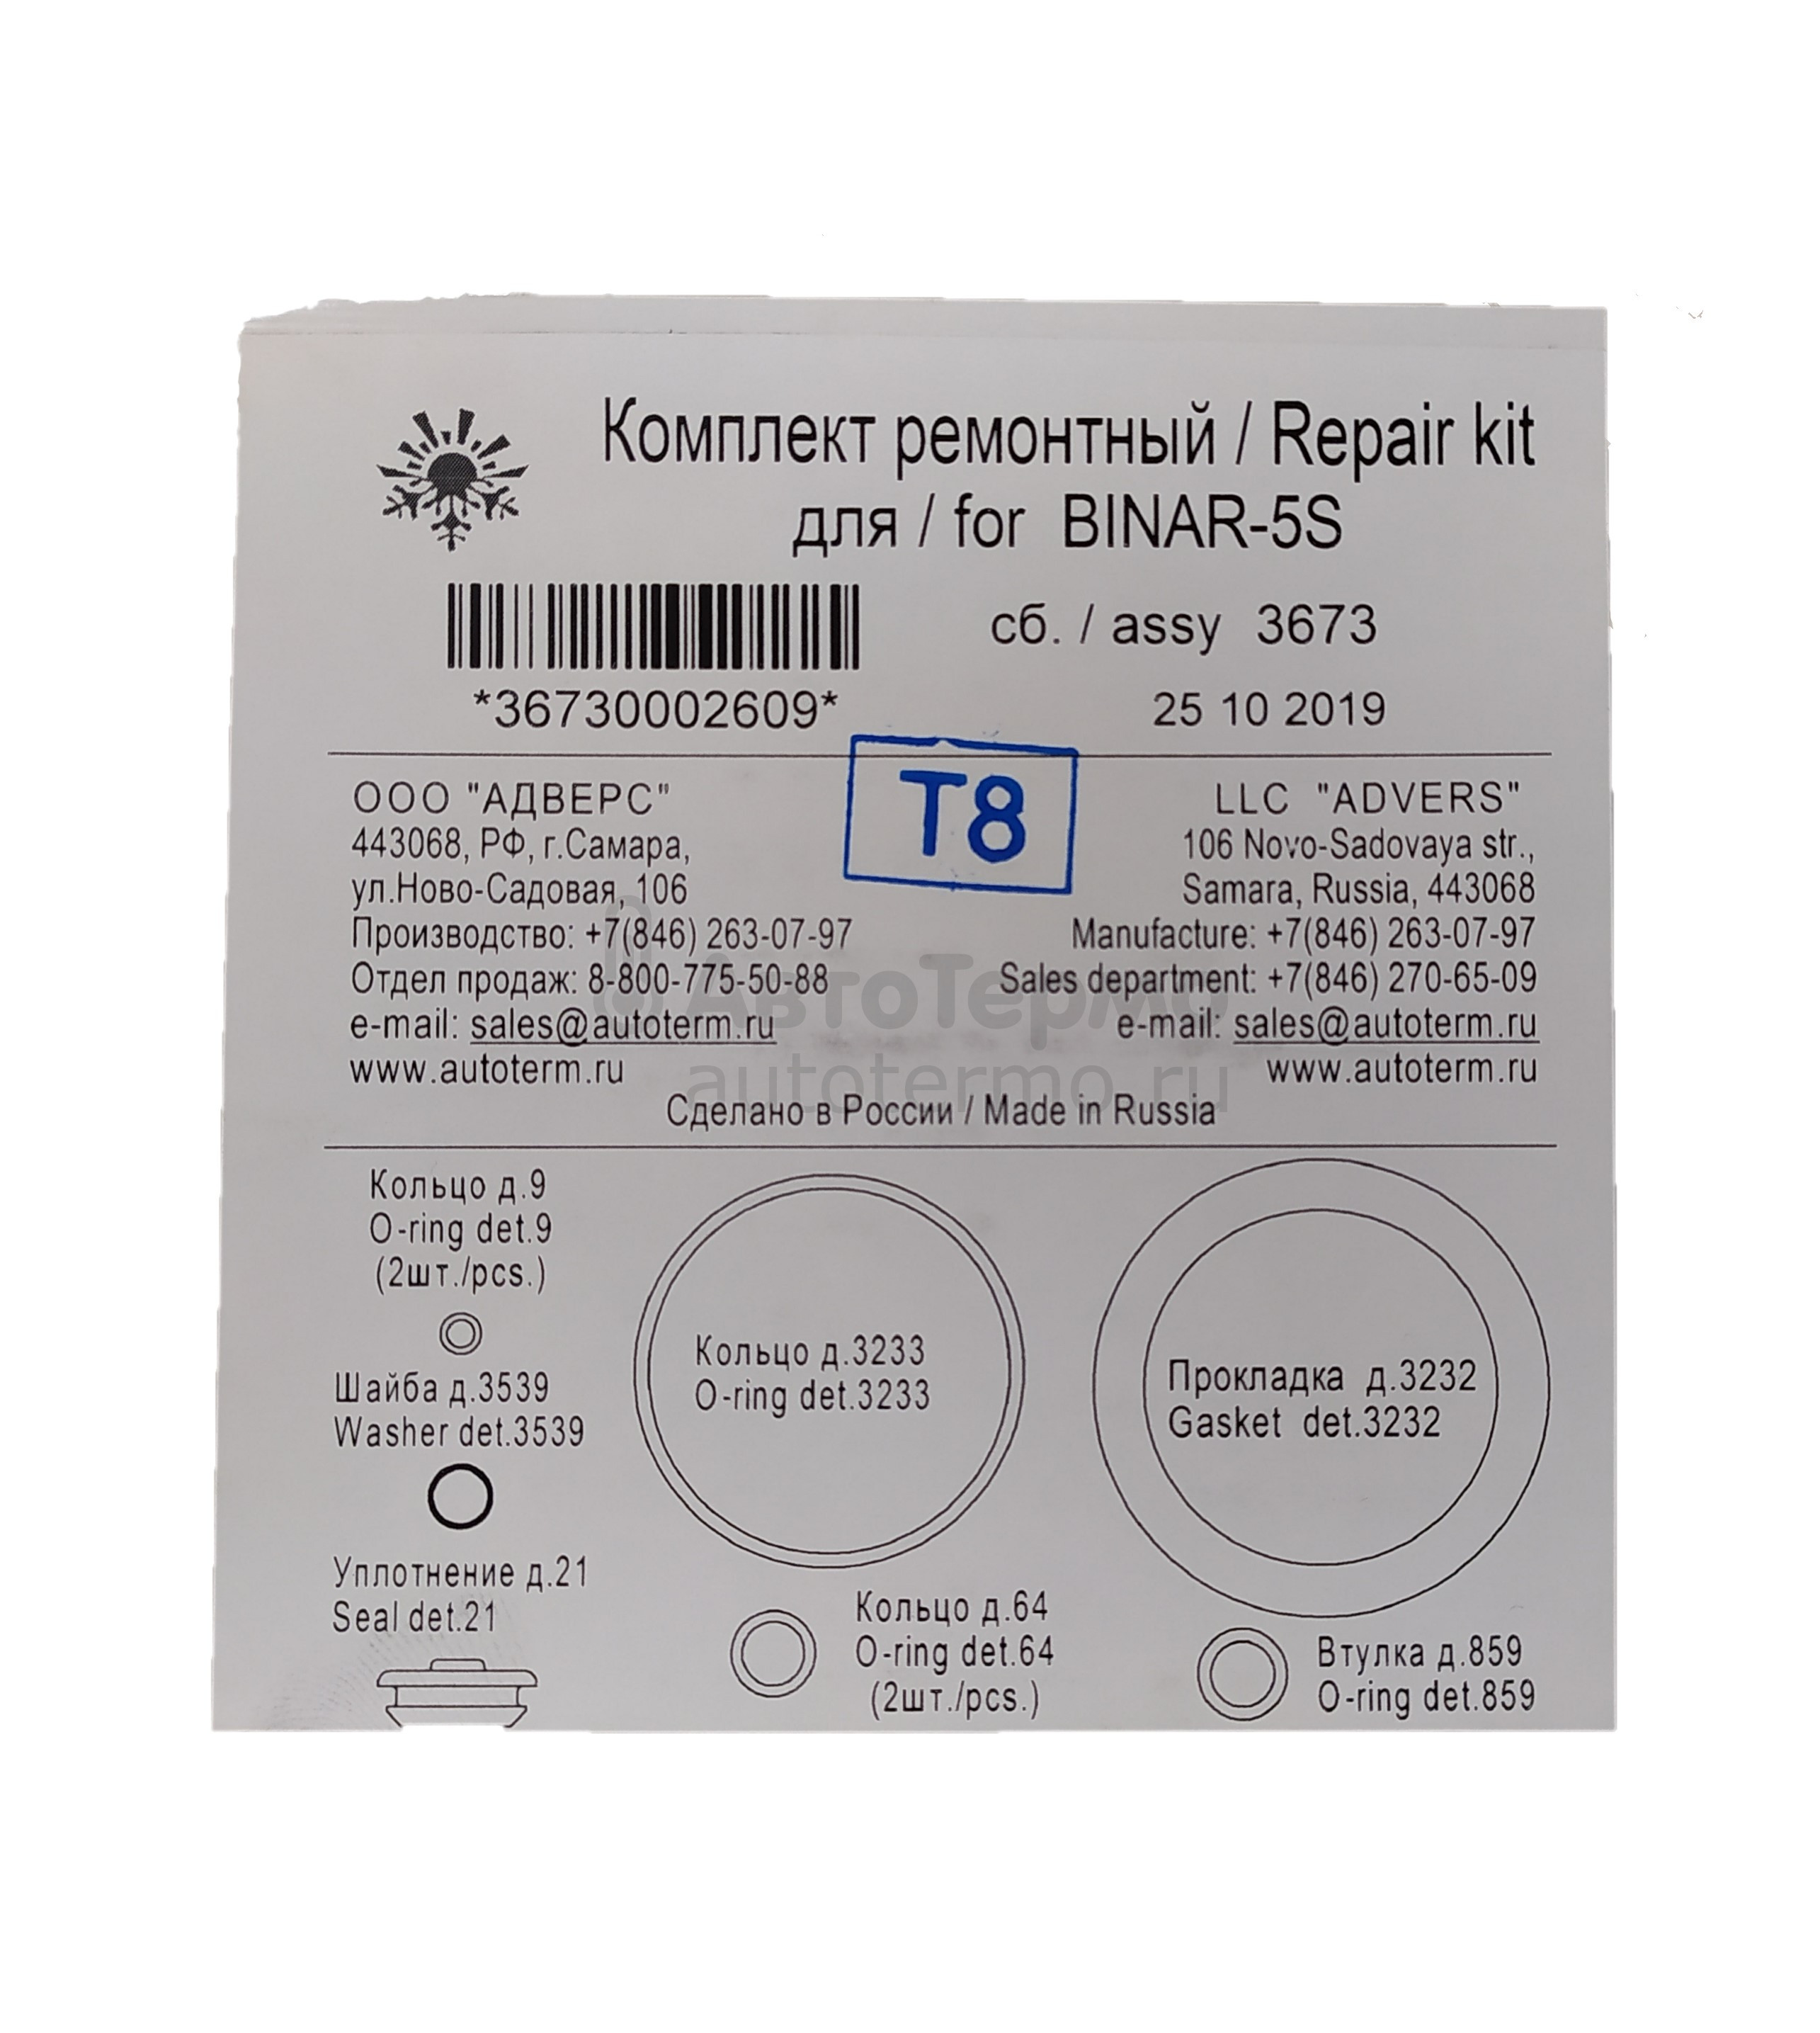 Комплект ремонтный / Repair kit
для / for BINAR-5S
сб. / assy 3673
*36730002609*
25 10 2019
T8
ООО "АДВЕРС"
443068, РФ, г.Самара,
ул.Ново-Садовая, 106
Производство: +7(846) 263-07-97
Отдел продаж: 8-800-775-50-88
e-mail: sales@autoterm.ru
www.autoterm.ru
LLC "ADVERS"
106 Novo-Sadovaya str.,
Samara, Russia, 443068
Manufacture: +7(846) 263-07-97
Sales department: +7(846) 270-65-09
e-mail: sales@autoterm.ru
www.autoterm.ru
АвтоТермо
autotermo.ru
Сделано в России / Made in Russia
Кольцо д.9
O-ring det.9
(2шт./pcs.)
Шайба д.3539
Washer det.3539
Уплотнение д.21
Seal det.21
Кольцо д.3233
O-ring det.3233
Прокладка д.3232
Gasket det.3232
Кольцо д.64
O-ring det.64
(2шт./pcs.)
Втулка д.859
O-ring det.859